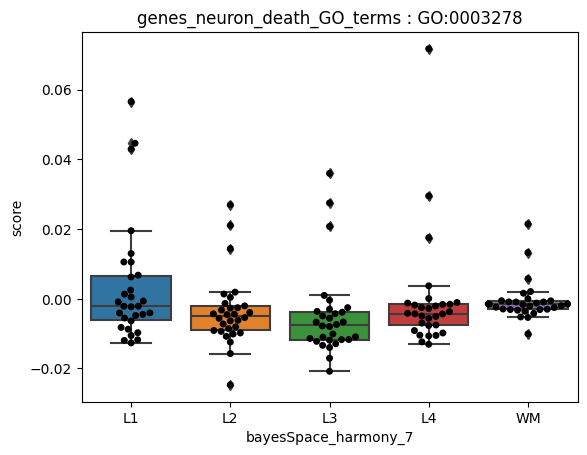 genes_neuron_death_GO_terms : GO:0003278
score
0.06
0.04
0.02
0.00
−0.02
L1 L2 L3 L4 WM
bayesSpace_harmony_7